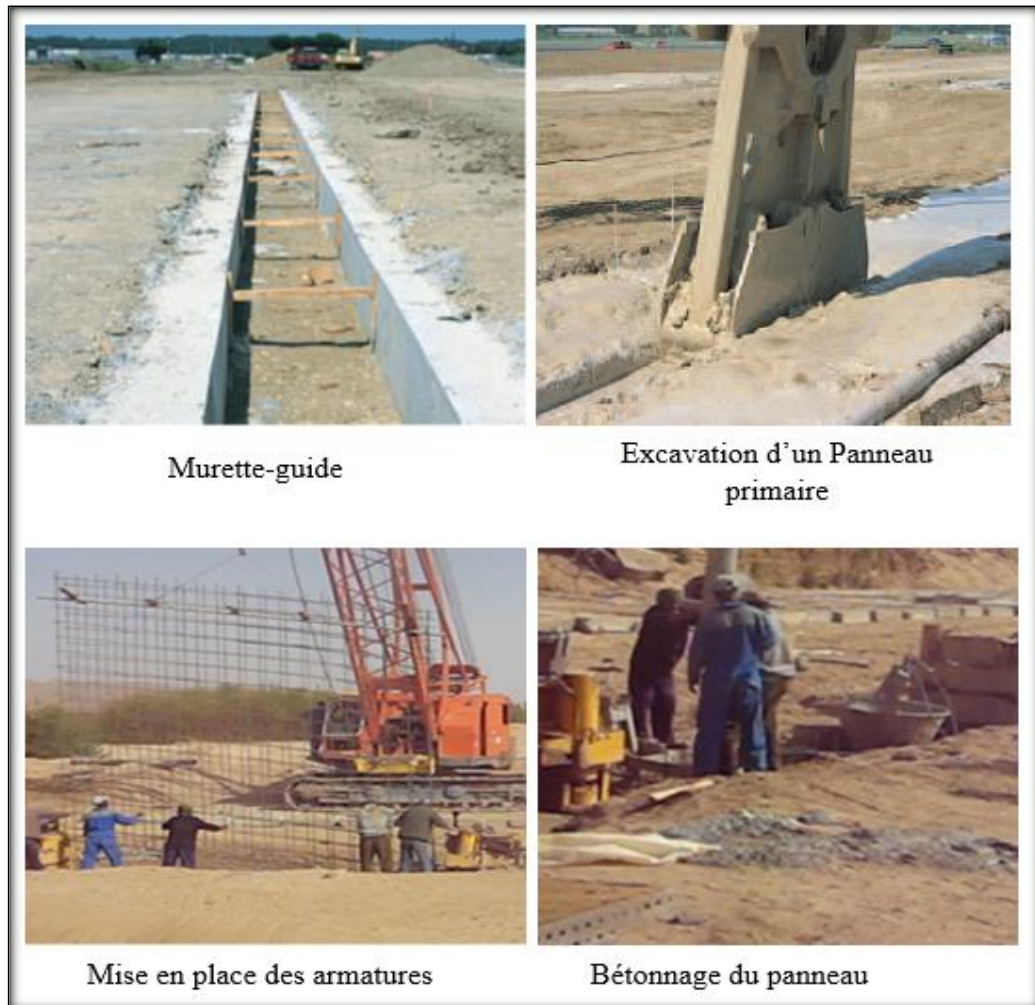 Murette-guide
Excavation d’un Panneau
primaire
Mise en place des armatures
Bétonnage du panneau